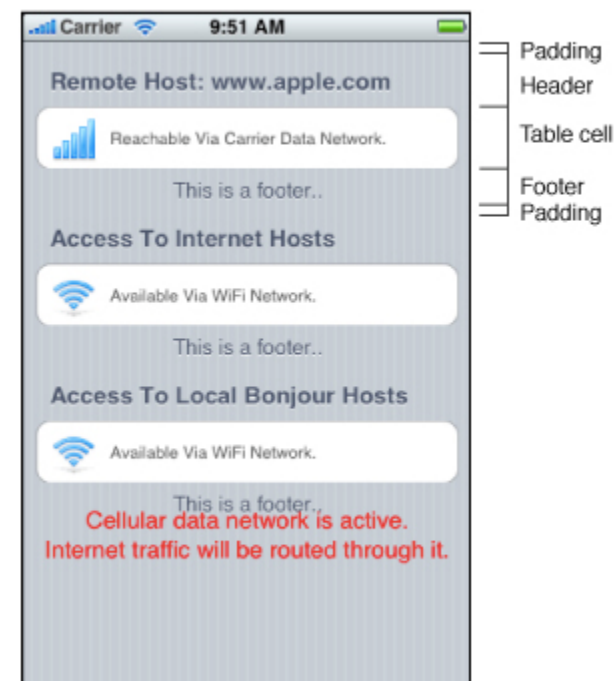 Carrier 9:51 AM
Remote Host: www.apple.com
Reachable Via Carrier Data Network.
This is a footer..
Access To Internet Hosts
Available Via WiFi Network.
This is a footer..
Access To Local Bonjour Hosts
Available Via WiFi Network.
This is a footer..
Cellular data network is active.
Internet traffic will be routed through it.
Padding
Header
Table cell
Footer
Padding